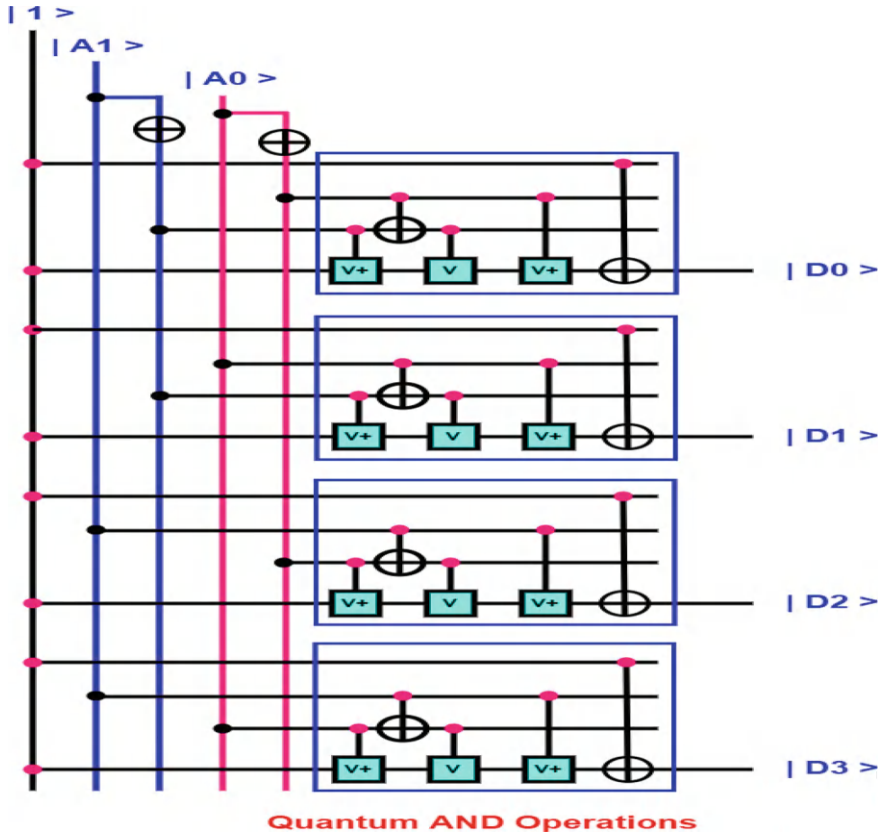 | 1 >
| A1 >
| A0 >
V+ V V+
| D0 >
V+ V V+
| D1 >
V+ V V+
| D2 >
V+ V V+
| D3 >
Quantum AND Operations